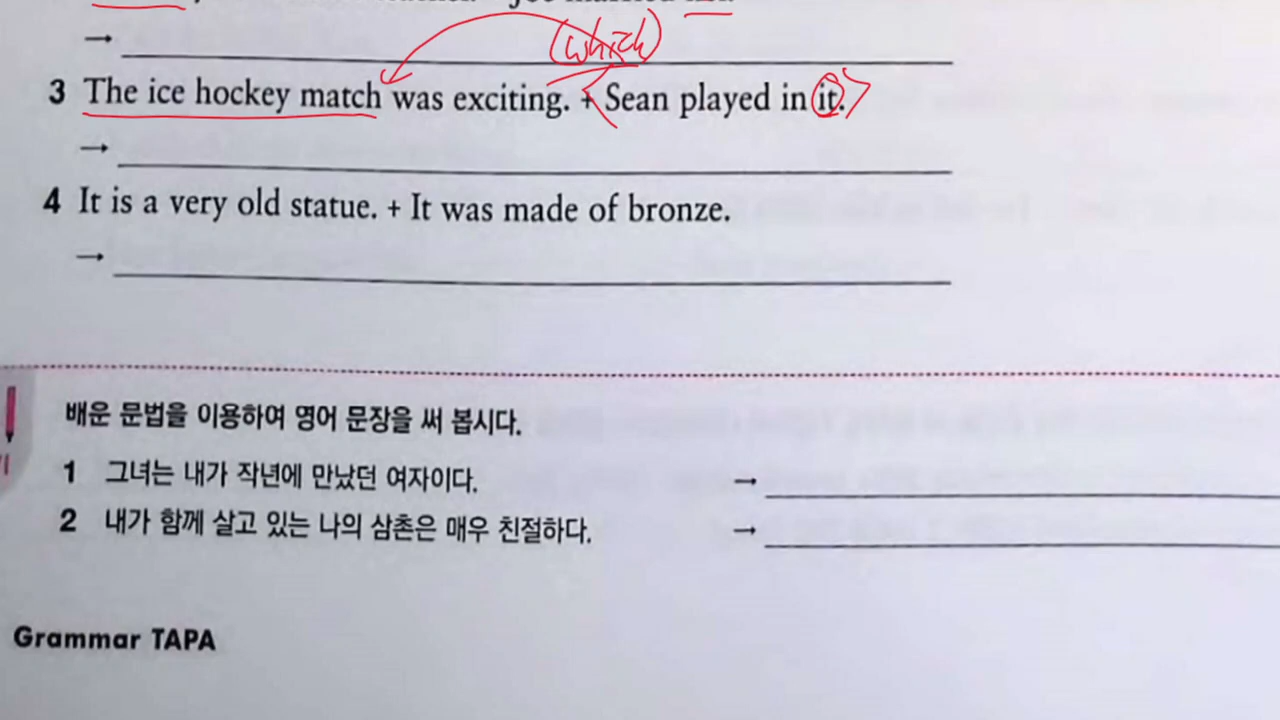 →
(which)
3 The ice hockey match was exciting. + Sean played in it.
→
4 It is a very old statue. + It was made of bronze.
→
배운 문법을 이용하여 영어 문장을 써 봅시다.
1 그녀는 내가 작년에 만났던 여자이다. →
2 내가 함께 살고 있는 나의 삼촌은 매우 친절하다. →
Grammar TAPA